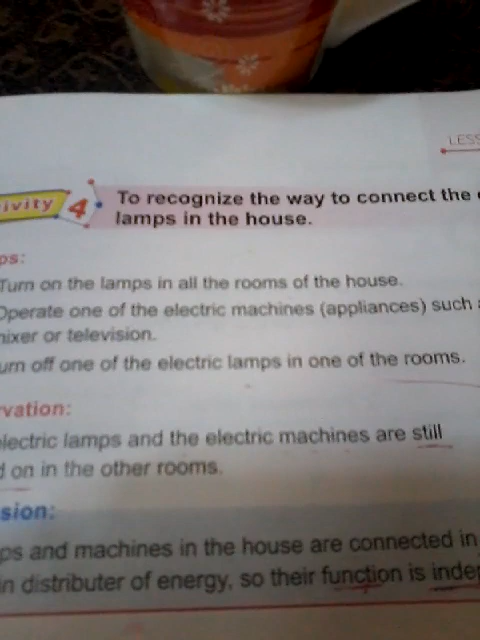 LESS
ivity 4 To recognize the way to connect the
lamps in the house.
ps:
Turn on the lamps in all the rooms of the house.
Operate one of the electric machines (appliances) such
mixer or television.
urn off one of the electric lamps in one of the rooms.
rvation:
electric lamps and the electric machines are still
d on in the other rooms.
sion:
ps and machines in the house are connected in
in distributer of energy, so their function is indep